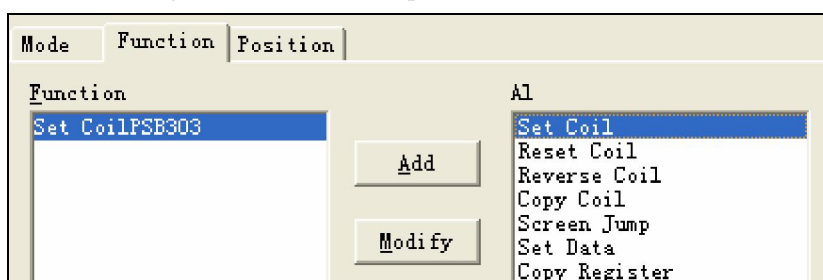 Mode Function Position
Function
Al
Set CoilPSB303
Add
Modify
Set Coil
Reset Coil
Reverse Coil
Copy Coil
Screen Jump
Set Data
Copy Register